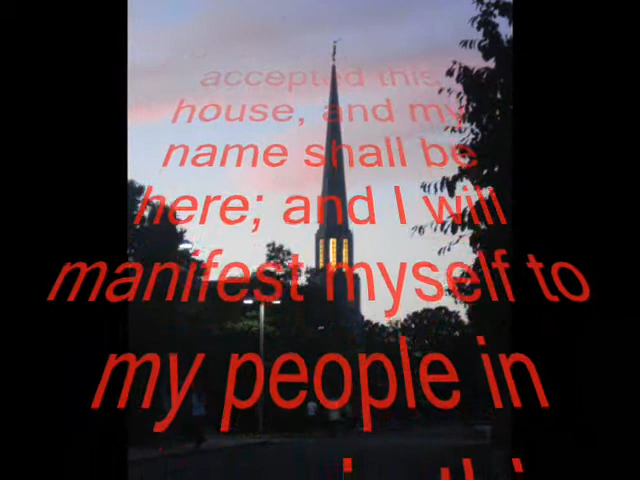 accepted this
house, and my
name shall be
here; and I will
manifest myself to
my people in